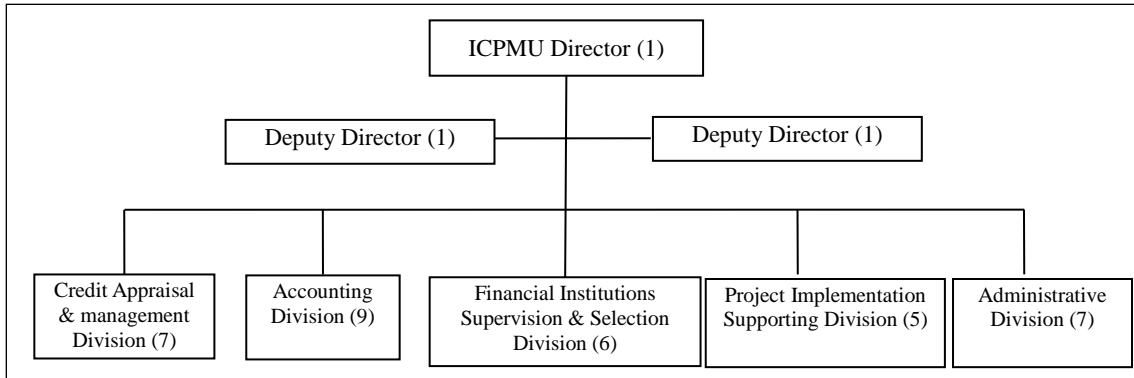 ICPMU Director (1)
Deputy Director (1)
Deputy Director (1)
Credit Appraisal
& management
Division (7)
Accounting
Division (9)
Financial Institutions
Supervision & Selection
Division (6)
Project Implementation
Supporting Division (5)
Administrative
Division (7)